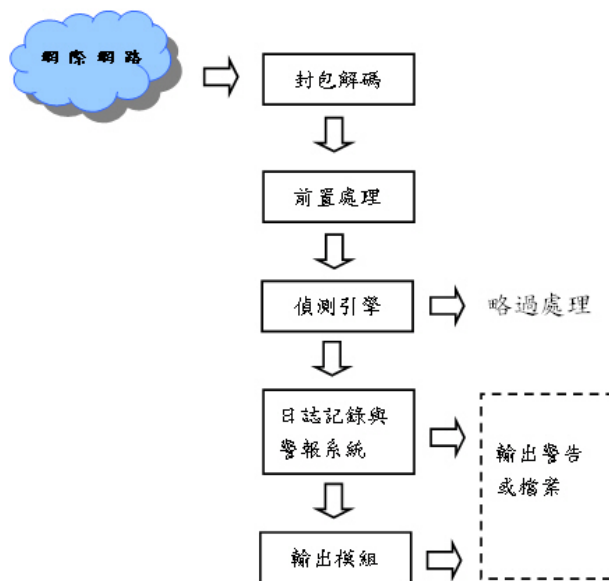 網際網路
封包解碼
前置處理
偵測引擎
略過處理
日誌記錄與
警報系統
輸出警告
或檔案
輸出模組